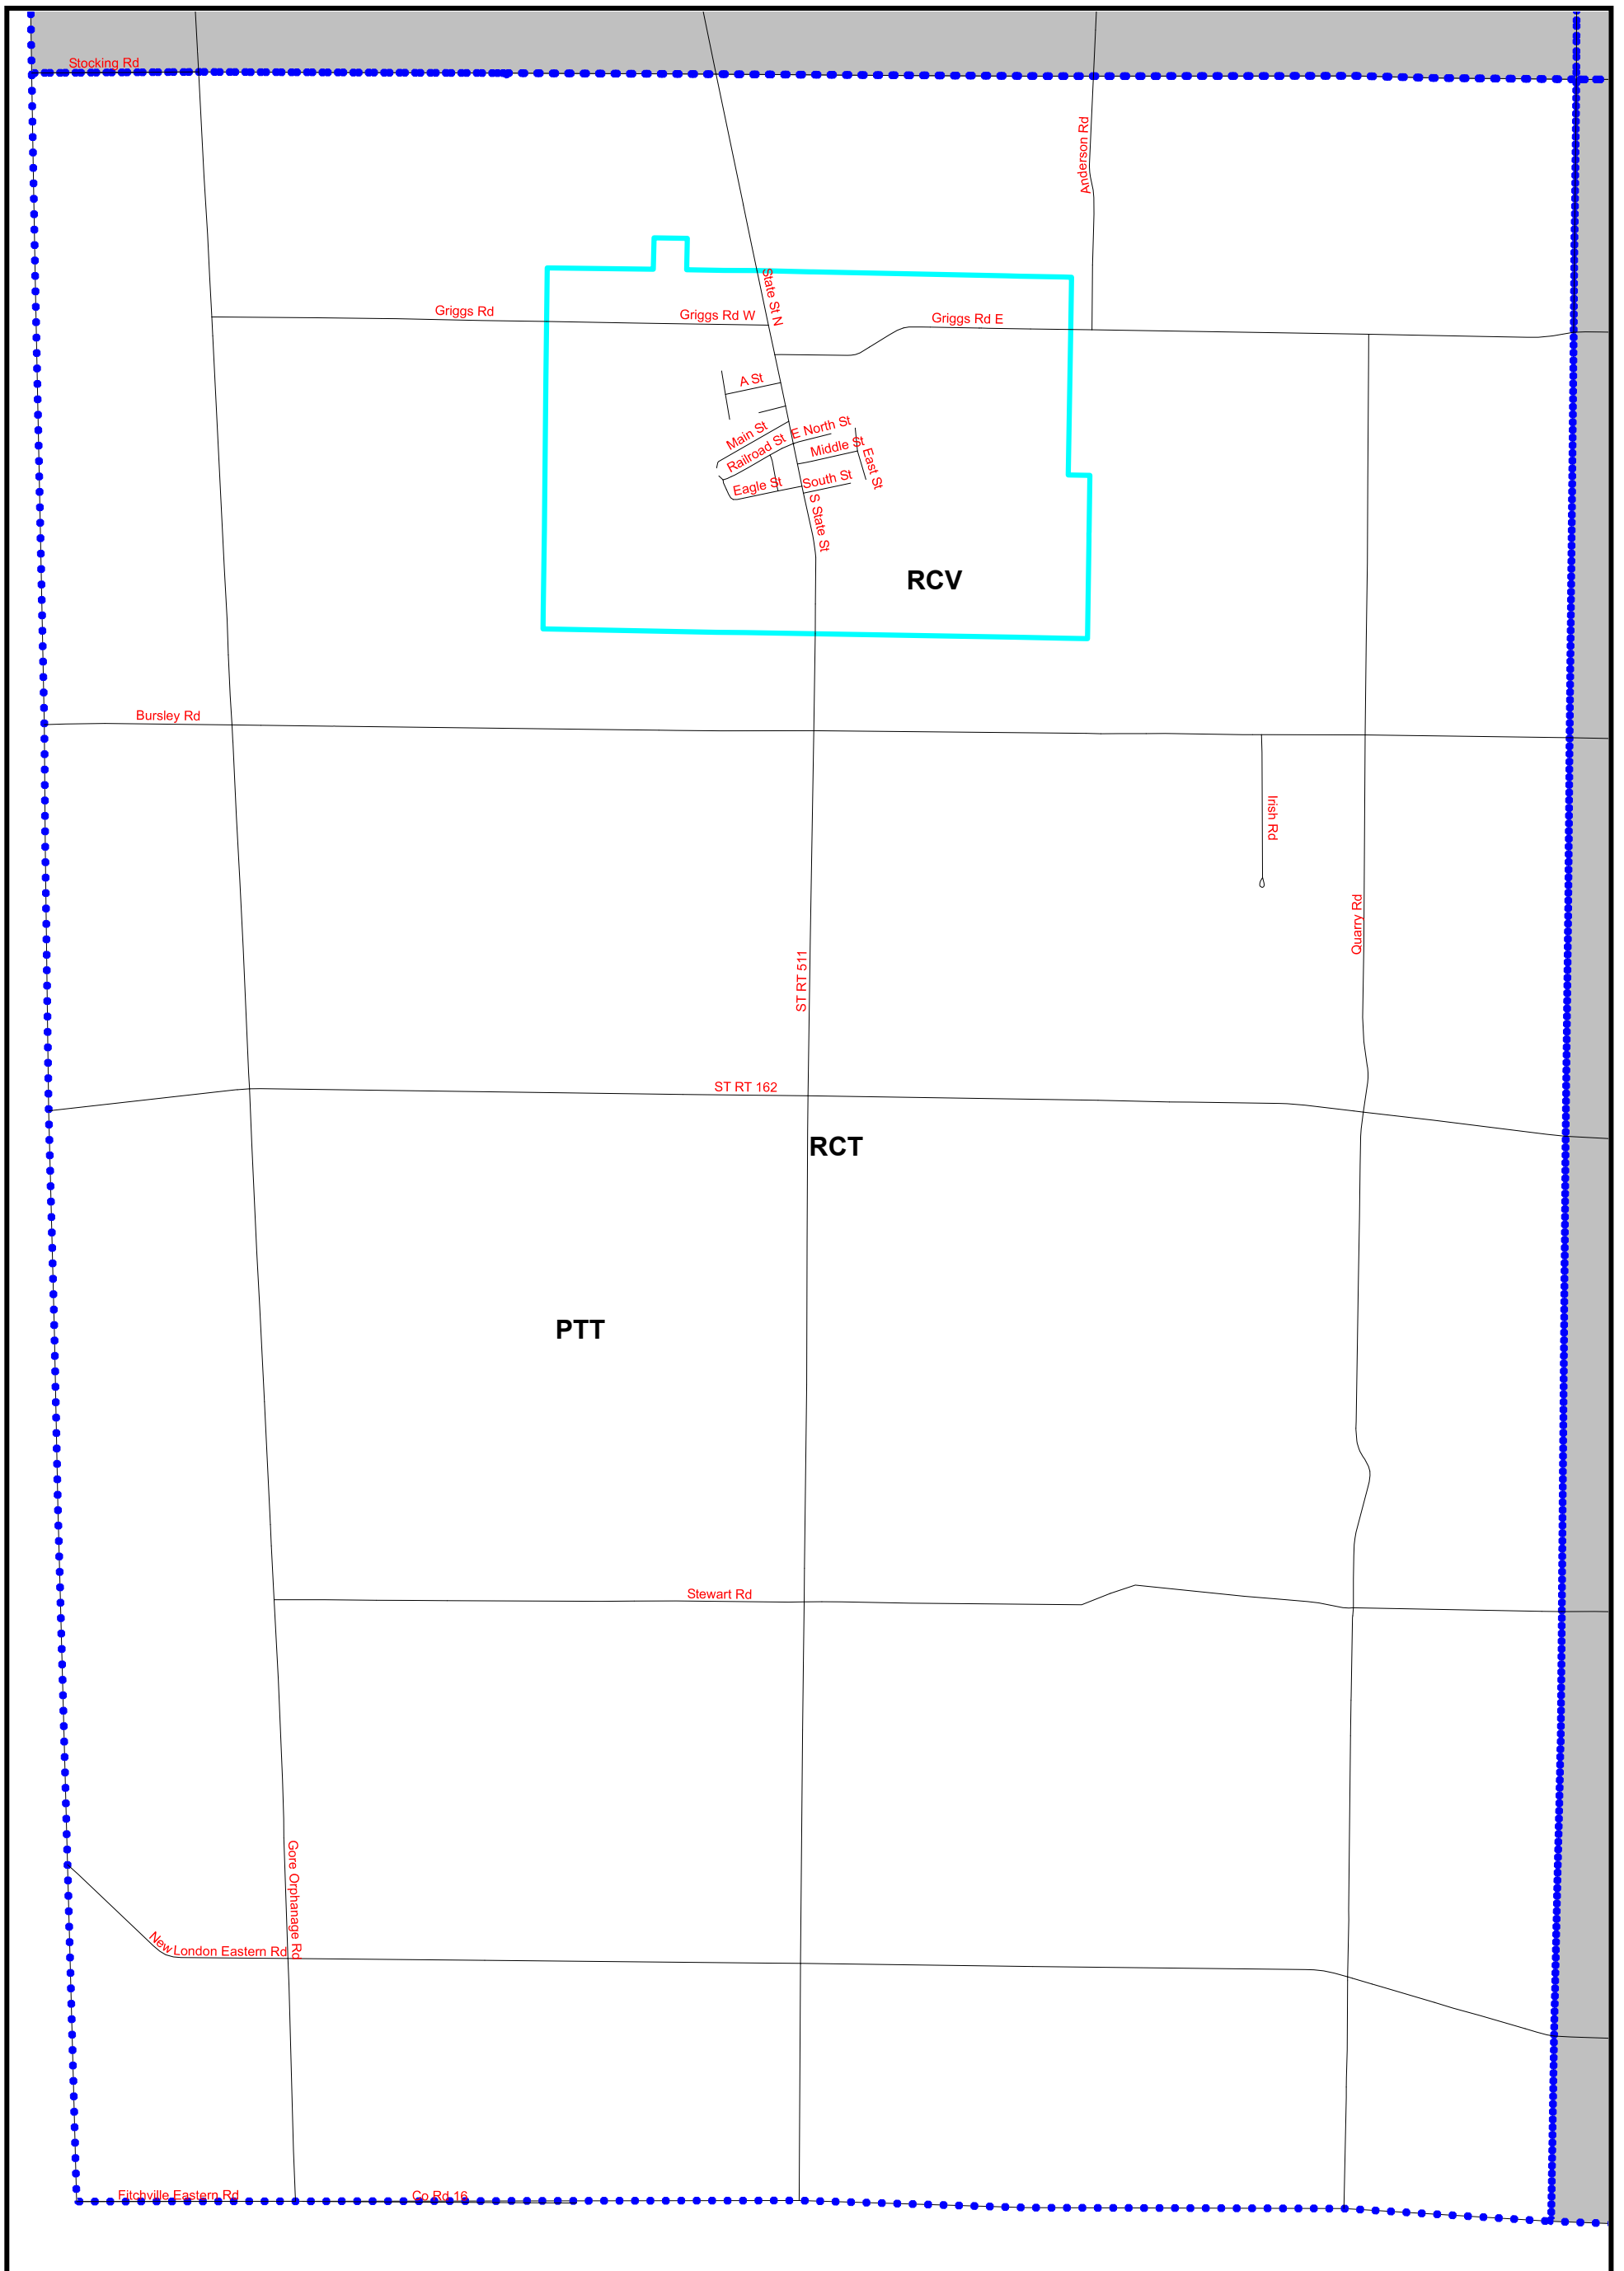 Stocking Rd
Anderson Rd
State St N
Griggs Rd
Griggs Rd W
Griggs Rd E
A St
Main St
E North St
Railroad St
Middle St
East St
Eagle St
South St
S State St
RCV
Bursley Rd
Irish Rd
Quarry Rd
ST RT 511
ST RT 162
RCT
PTT
Stewart Rd
Gore Orphanage Rd
New London Eastern Rd
Fitchville Eastern Rd
Co Rd 16